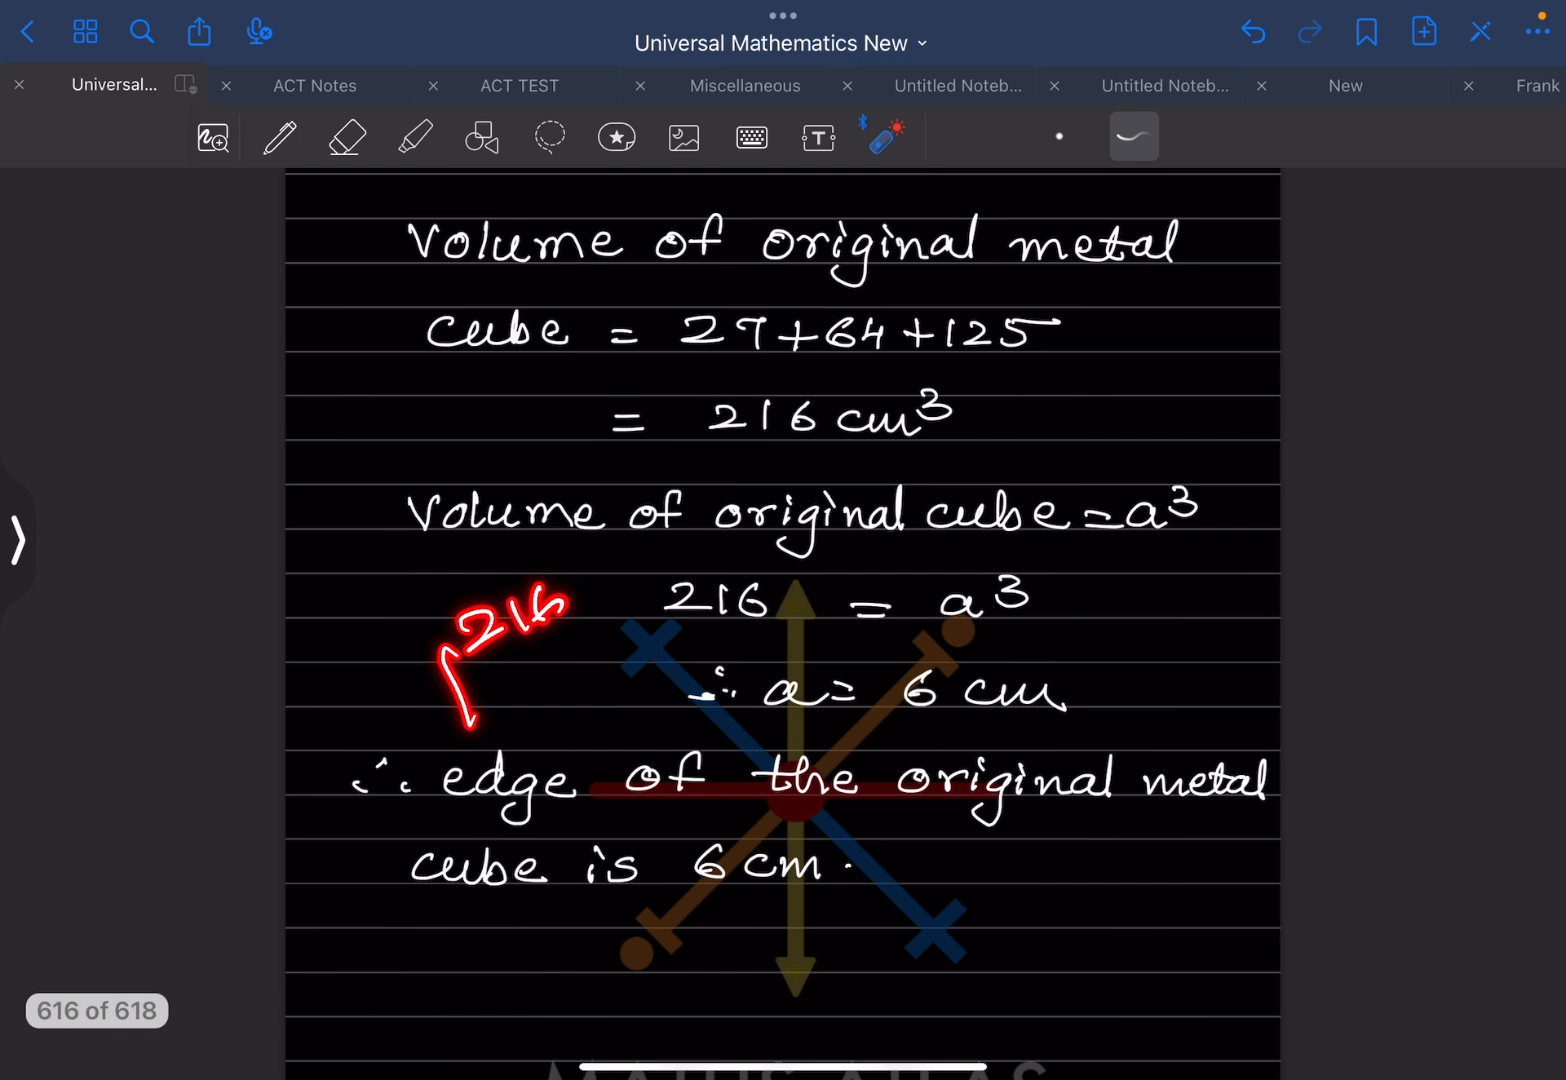 Universal Mathematics New
Universal...
ACT Notes
ACT TEST
Miscellaneous
Untitled Noteb...
Untitled Noteb...
New
Frank
T
Volume of original metal
cube = 27+64+125
= 216 cm³
Volume of original cube = a³
216 = a³
216
∴ a = 6 cm
∴ edge of the original metal
cube is 6 cm.
616 of 618